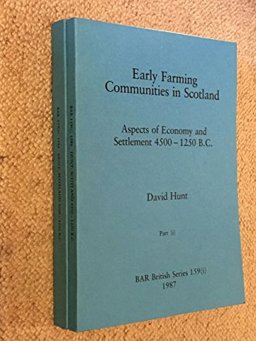 Early Farming
Communities in Scotland
Aspects of Economy and
Settlement 4500 – 1250 B.C.
David Hunt
Part (i)
BAR British Series 159(i)
1987